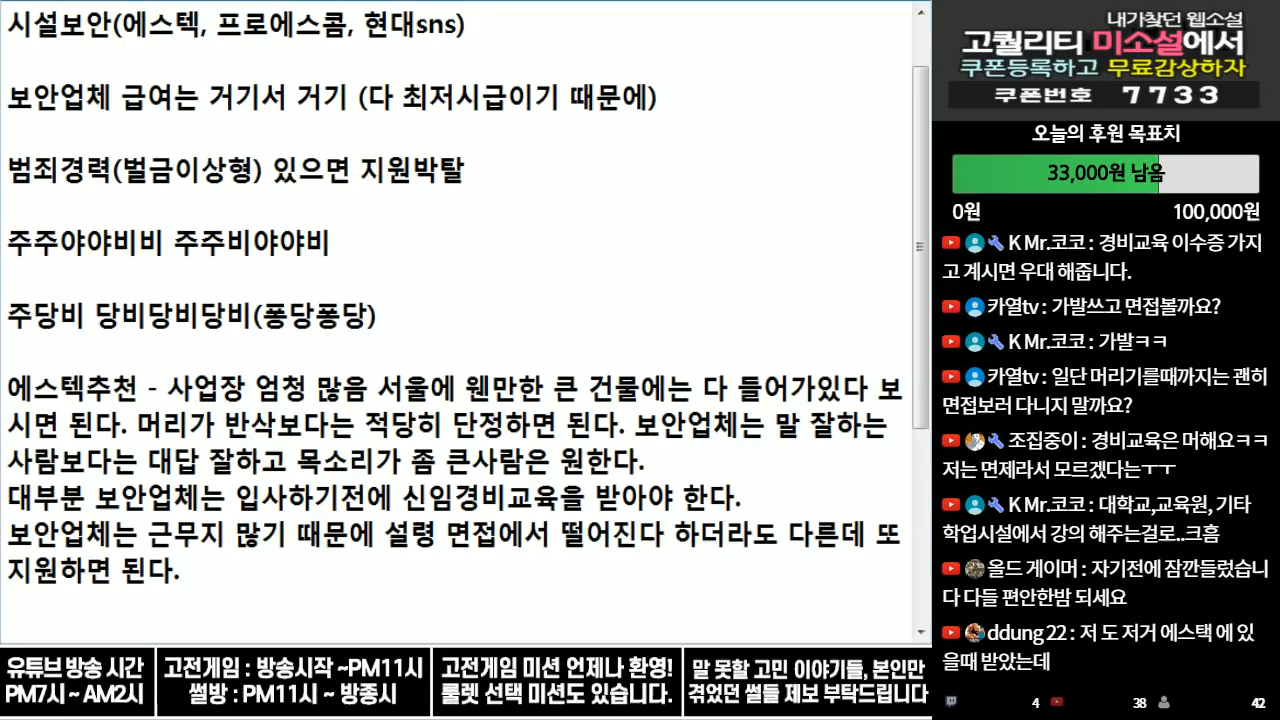 시설보안(에스텍, 프로에스콤, 현대sns)
보안업체 급여는 거기서 거기 (다 최저시급이기 때문에)
범죄경력(벌금이상형) 있으면 지원박탈
주주야야비비 주주비야야비
주당비 당비당비당비(퐁당퐁당)
에스텍추천 - 사업장 엄청 많음 서울에 웬만한 큰 건물에는 다 들어가있다 보
시면 된다. 머리가 반삭보다는 적당히 단정하면 된다. 보안업체는 말 잘하는
사람보다는 대답 잘하고 목소리가 좀 큰사람은 원한다.
대부분 보안업체는 입사하기전에 신임경비교육을 받아야 한다.
보안업체는 근무지 많기 때문에 설령 면접에서 떨어진다 하더라도 다른데 또
지원하면 된다.
내가찾던 웹소설
고퀄리티 미소설에서
쿠폰등록하고 무료감상하자
쿠폰번호 7733
오늘의 후원 목표치
33,000원 남음
0원 100,000원
K Mr.코코 : 경비교육 이수증 가지
고 계시면 우대 해줍니다.
카열tv : 가발쓰고 면접볼까요?
K Mr.코코 : 가발ㅋㅋ
카열tv : 일단 머리기를때까지는 괜히
면접보러 다니지 말까요?
조집중이 : 경비교육은 머해요ㅋㅋ
저는 면제라서 모르겠다는ㅜㅜ
K Mr.코코 : 대학교,교육원, 기타
학업시설에서 강의 해주는걸로..크흠
올드 게이머 : 자기전에 잠깐들렀습니
다 다들 편안한밤 되세요
ddung 22 : 저 도 저거 에스택 에 있
을때 받았는데
4 38 42
유튜브 방송 시간
PM7시 ~ AM2시
고전게임 : 방송시작 ~PM11시
썰방 : PM11시 ~ 방종시
고전게임 미션 언제나 환영!
룰렛 선택 미션도 있습니다.
말 못할 고민 이야기들, 본인만
겪었던 썰들 제보 부탁드립니다